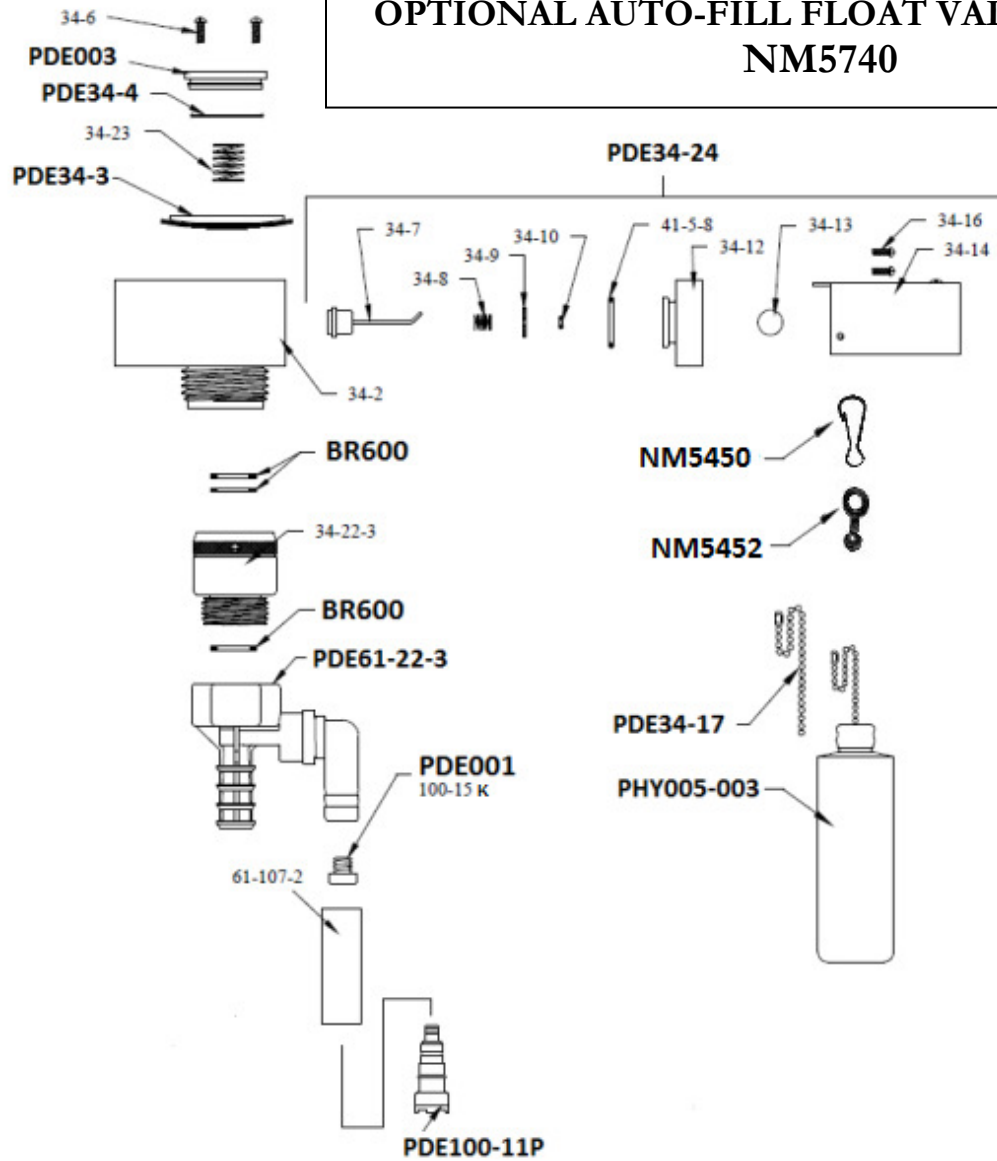 OPTIONAL AUTO-FILL FLOAT VAL
NM5740
34-6
PDE003
PDE34-4
34-23
PDE34-3
PDE34-24
34-7
34-8
34-9
34-10
41-5-8
34-12
34-13
34-16
34-14
34-2
BR600
NM5450
34-22-3
NM5452
BR600
PDE61-22-3
PDE34-17
PDE001
100-15 K
PHY005-003
61-107-2
PDE100-11P